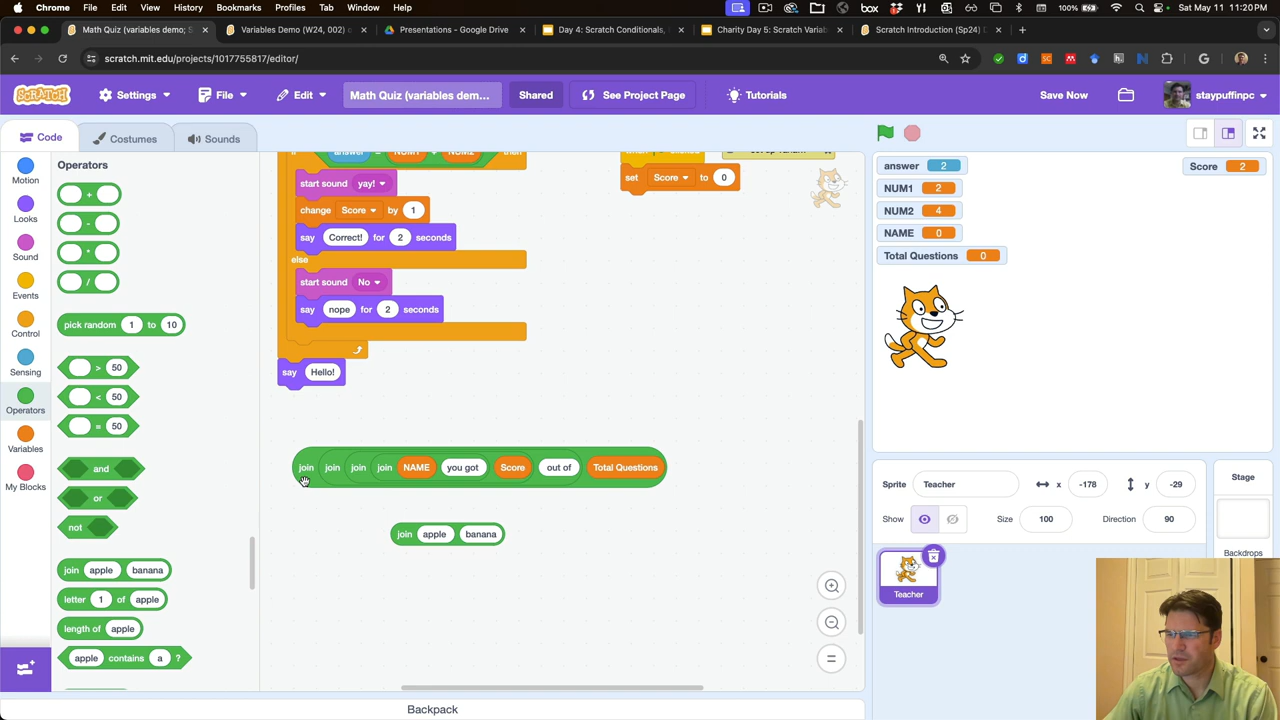 Chrome File Edit View History Bookmarks Profiles Tab Window Help box 100% Sat May 11 11:20 PM
Math Quiz (variables demo; S Variables Demo (W24, 002) Presentations - Google Drive Day 4: Scratch Conditionals, Charity Day 5: Scratch Variab Scratch Introduction (Sp24)
scratch.mit.edu/projects/1017755817/editor/
SCRATCH Settings File Edit Math Quiz (variables dem... Shared See Project Page Tutorials Save Now staypuffinpc
Code Costumes Sounds
Motion
Looks
Sound
Events
Control
Sensing
Operators
Variables
My Blocks
Operators
+
-
*
/
pick random 1 to 10
> 50
< 50
= 50
and
or
not
join apple banana
letter 1 of apple
length of apple
apple contains a ?
then
start sound yay!
change Score by 1
say Correct! for 2 seconds
else
start sound No
say nope for 2 seconds
say Hello!
set Score to 0
join join join join NAME you got Score out of Total Questions
join apple banana
Backpack
answer 2
NUM1 2
NUM2 4
NAME 0
Total Questions 0
Score 2
Sprite Teacher x -178 y -29
Show Size 100 Direction 90
Teacher
Stage
Backdrops